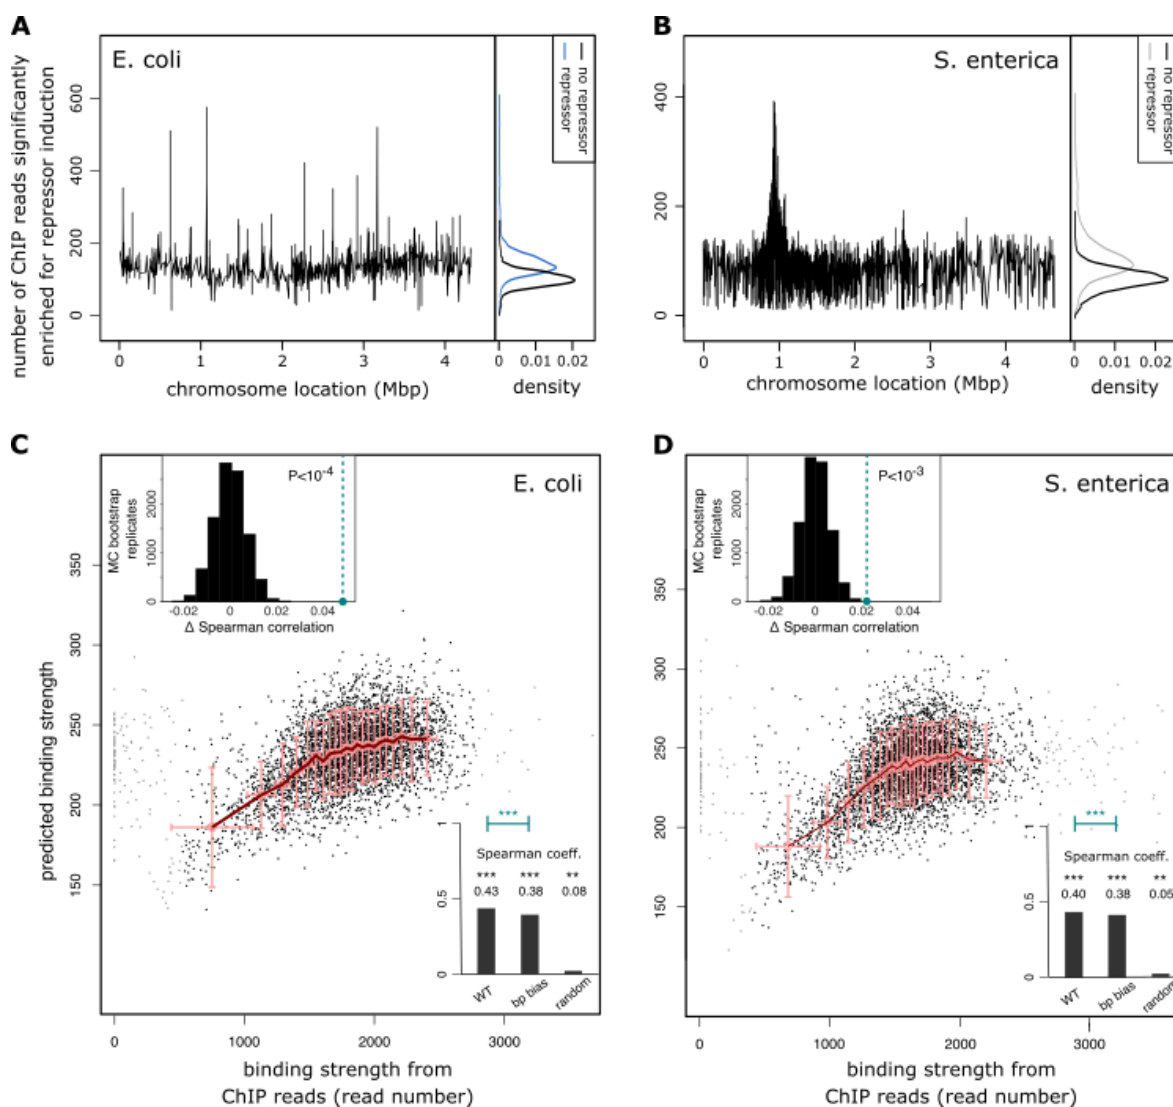 A
number of ChIP reads significantly
enriched for repressor induction
E. coli
600
400
200
0
0 1 2 3 4
chromosome location (Mbp)
no repressor
repressor
0 0.01 0.02
density
B
S. enterica
400
200
0
0 1 2 3 4
chromosome location (Mbp)
no repressor
repressor
0 0.01 0.02
density
C
E. coli
predicted binding strength
350
300
250
200
150
MC bootstrap
replicates
2000
1000
0
P<10-4
-0.02 0 0.02 0.04
Δ Spearman correlation
***
Spearman coeff.
*** *** **
0.43 0.38 0.08
1
0.5
0
WT bp bias random
0 1000 2000 3000
binding strength from
ChIP reads (read number)
D
S. enterica
350
300
250
200
150
MC bootstrap
replicates
2000
1000
0
P<10-3
-0.02 0 0.02 0.04
Δ Spearman correlation
***
Spearman coeff.
*** *** **
0.40 0.38 0.05
1
0.5
0
WT bp bias random
0 1000 2000 3000
binding strength from
ChIP reads (read number)